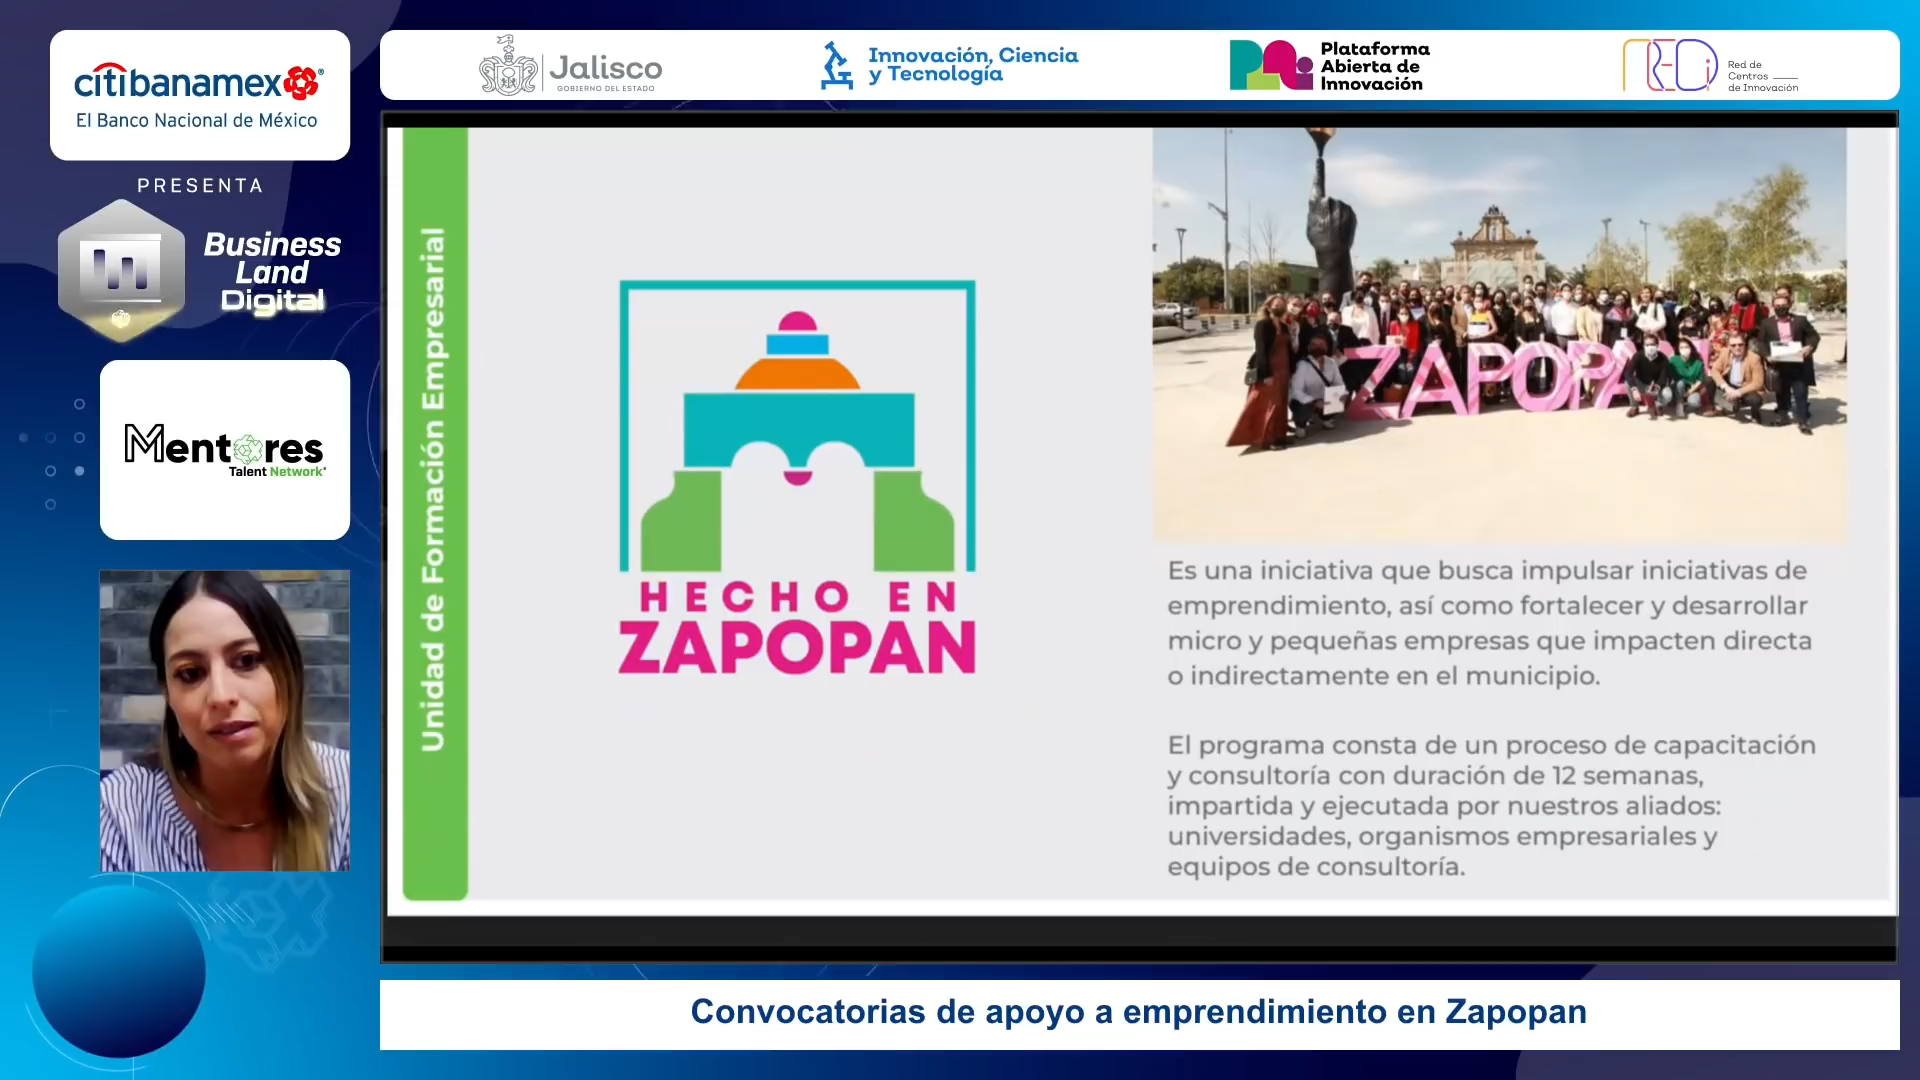 citibanamex®
El Banco Nacional de México
PRESENTA
Business
Land
Digital
Mentores
Talent Network®
Jalisco
GOBIERNO DEL ESTADO
Innovación, Ciencia
y Tecnología
Plataforma
Abierta de
Innovación
REDi
Red de
Centros
de Innovación
Unidad de Formación Empresarial
HECHO EN
ZAPOPAN
ZAPOPAN
Es una iniciativa que busca impulsar iniciativas de
emprendimiento, así como fortalecer y desarrollar
micro y pequeñas empresas que impacten directa
o indirectamente en el municipio.
El programa consta de un proceso de capacitación
y consultoría con duración de 12 semanas,
impartida y ejecutada por nuestros aliados:
universidades, organismos empresariales y
equipos de consultoría.
Convocatorias de apoyo a emprendimiento en Zapopan